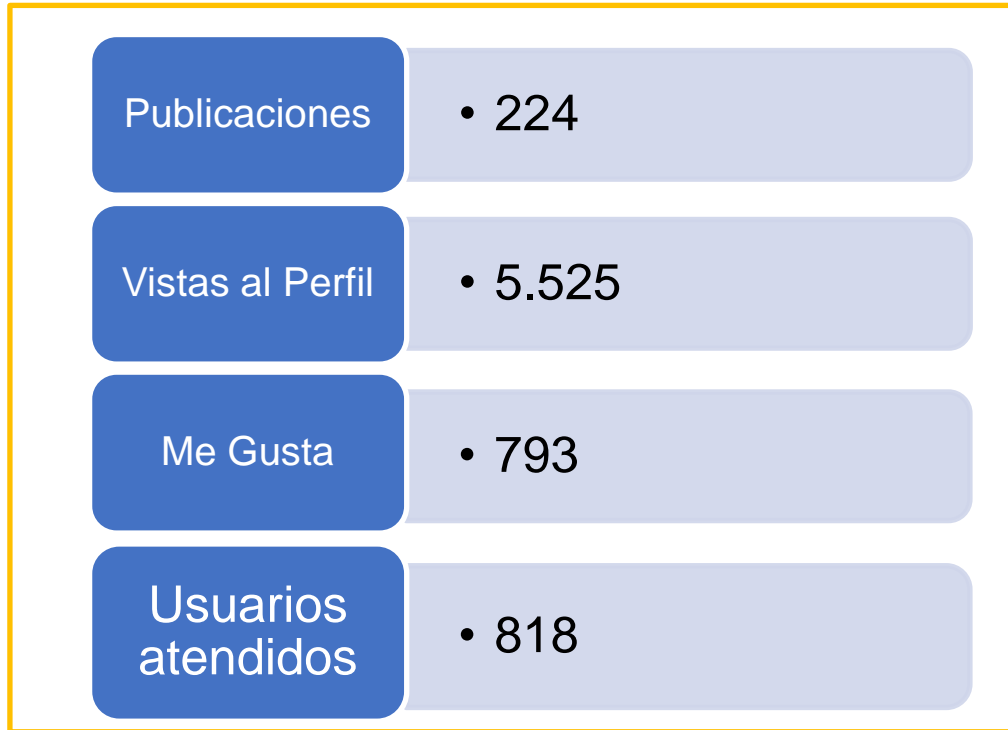 Publicaciones
• 224
Vistas al Perfil
• 5.525
Me Gusta
• 793
Usuarios
atendidos
• 818